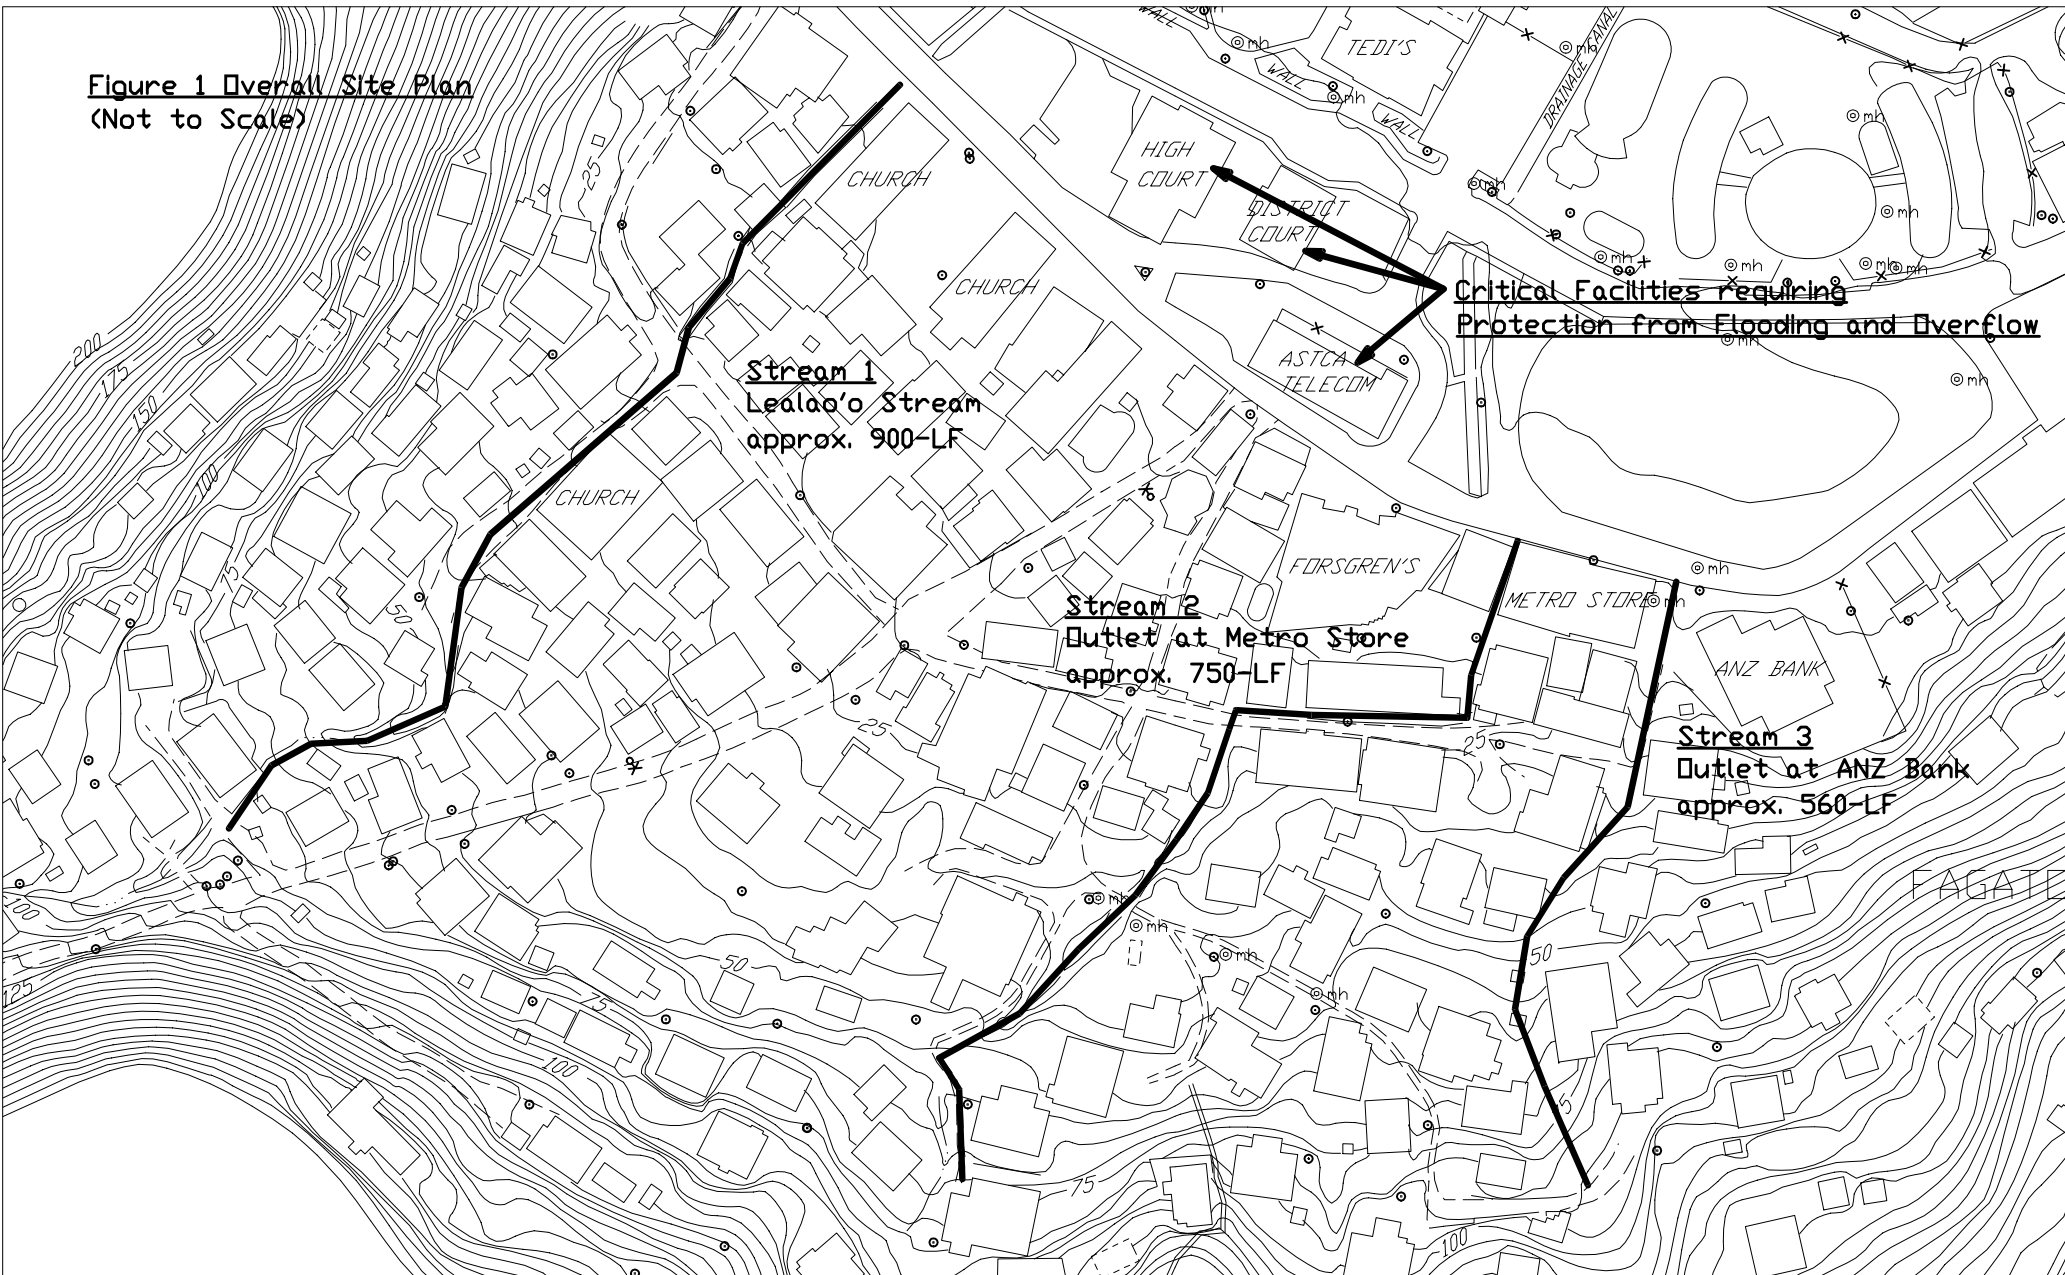 Figure 1 Overall Site Plan
(Not to Scale)
WALL
WALL
WALL
TEDI'S
DRAINAGE CANAL
mh
mh
mh
mh
mh
mh
mh
mh
mh
mh
mh
mh
HIGH
COURT
DISTRICT
COURT
CHURCH
CHURCH
CHURCH
Critical Facilities requiring
Protection from Flooding and Overflow
ASTCA
TELECOM
Stream 1
Lealao'o Stream
approx. 900-LF
25
200
175
150
100
75
50
FORSGREN'S
METRO STORE
mh
mh
Stream 2
Outlet at Metro Store
approx. 750-LF
ANZ BANK
Stream 3
Outlet at ANZ Bank
approx. 560-LF
25
25
mh
mh
mh
mh
50
50
75
100
125
75
100